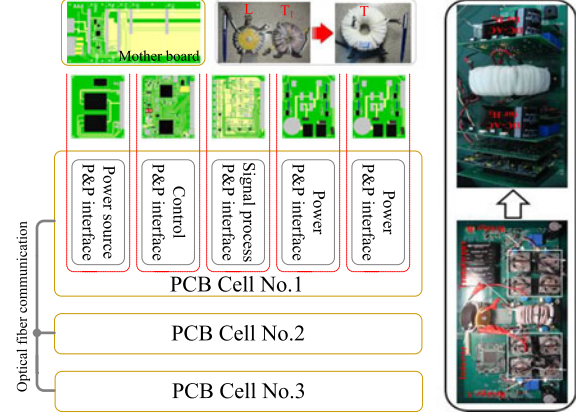 Mother board
L
T
T
Power source
P&P interface
Control
P&P interface
Signal process
P&P interface
Power
P&P interface
Power
P&P interface
PCB Cell No.1
PCB Cell No.2
PCB Cell No.3
Optical fiber communication